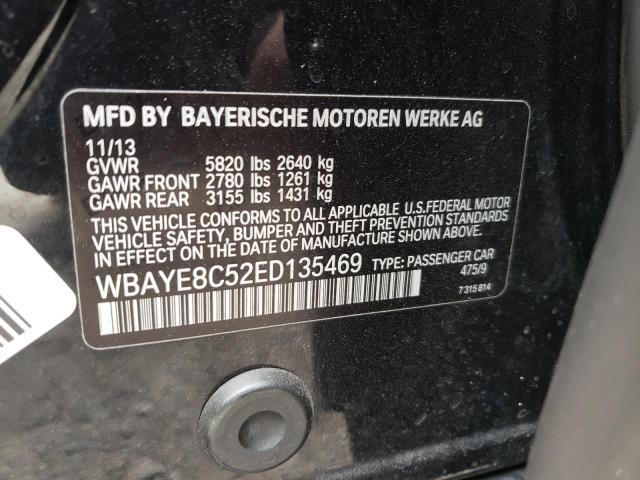 MFD BY BAYERISCHE MOTOREN WERKE AG
11/13
GVWR 5820 lbs 2640 kg
GAWR FRONT 2780 lbs 1261 kg
GAWR REAR 3155 lbs 1431 kg
THIS VEHICLE CONFORMS TO ALL APPLICABLE U.S.FEDERAL MOTOR
VEHICLE SAFETY, BUMPER AND THEFT PREVENTION STANDARDS
IN EFFECT ON THE DATE OF MANUFACTURE SHOWN ABOVE.
WBAYE8C52ED135469 TYPE: PASSENGER CAR
475/9
7 315 814